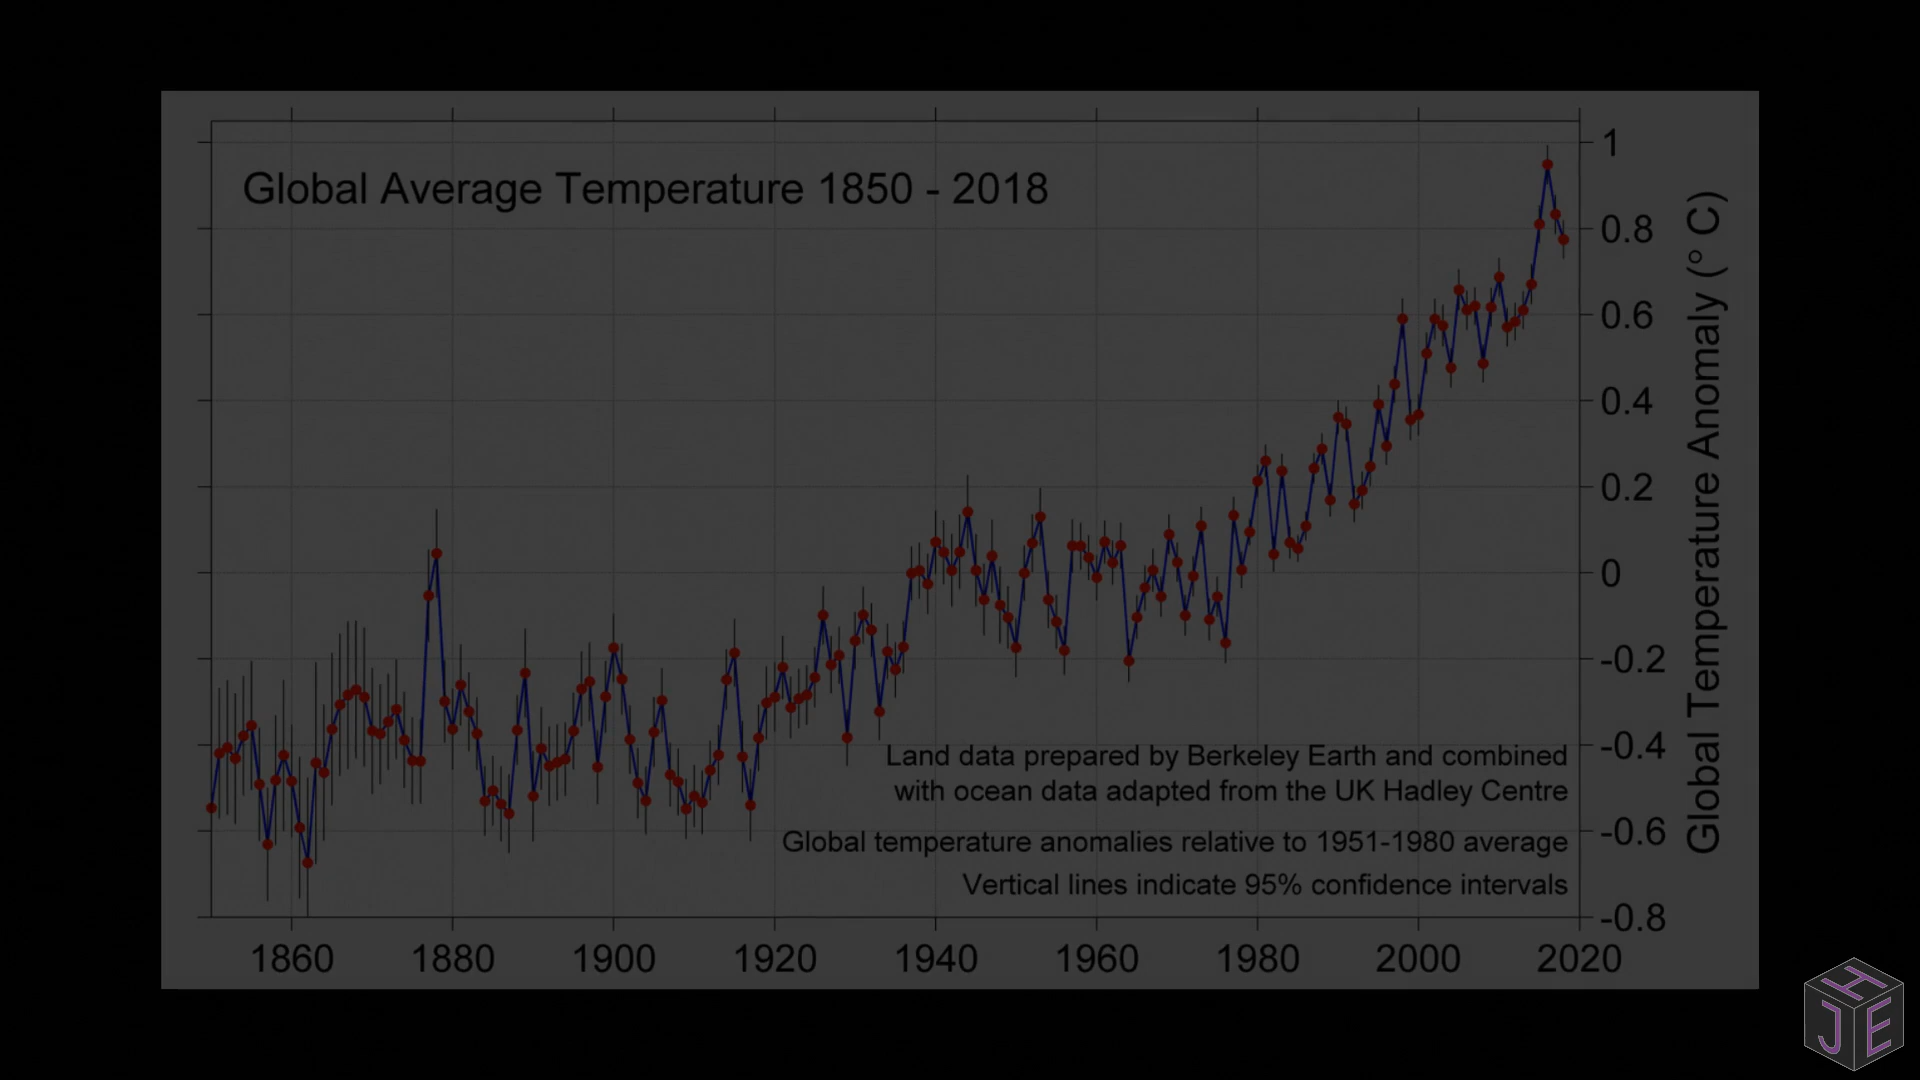 Global Average Temperature 1850 - 2018
1
0.8
0.6
0.4
0.2
0
-0.2
-0.4
-0.6
-0.8
Global Temperature Anomaly (° C)
Land data prepared by Berkeley Earth and combined
with ocean data adapted from the UK Hadley Centre
Global temperature anomalies relative to 1951-1980 average
Vertical lines indicate 95% confidence intervals
1860 1880 1900 1920 1940 1960 1980 2000 2020
H
J E